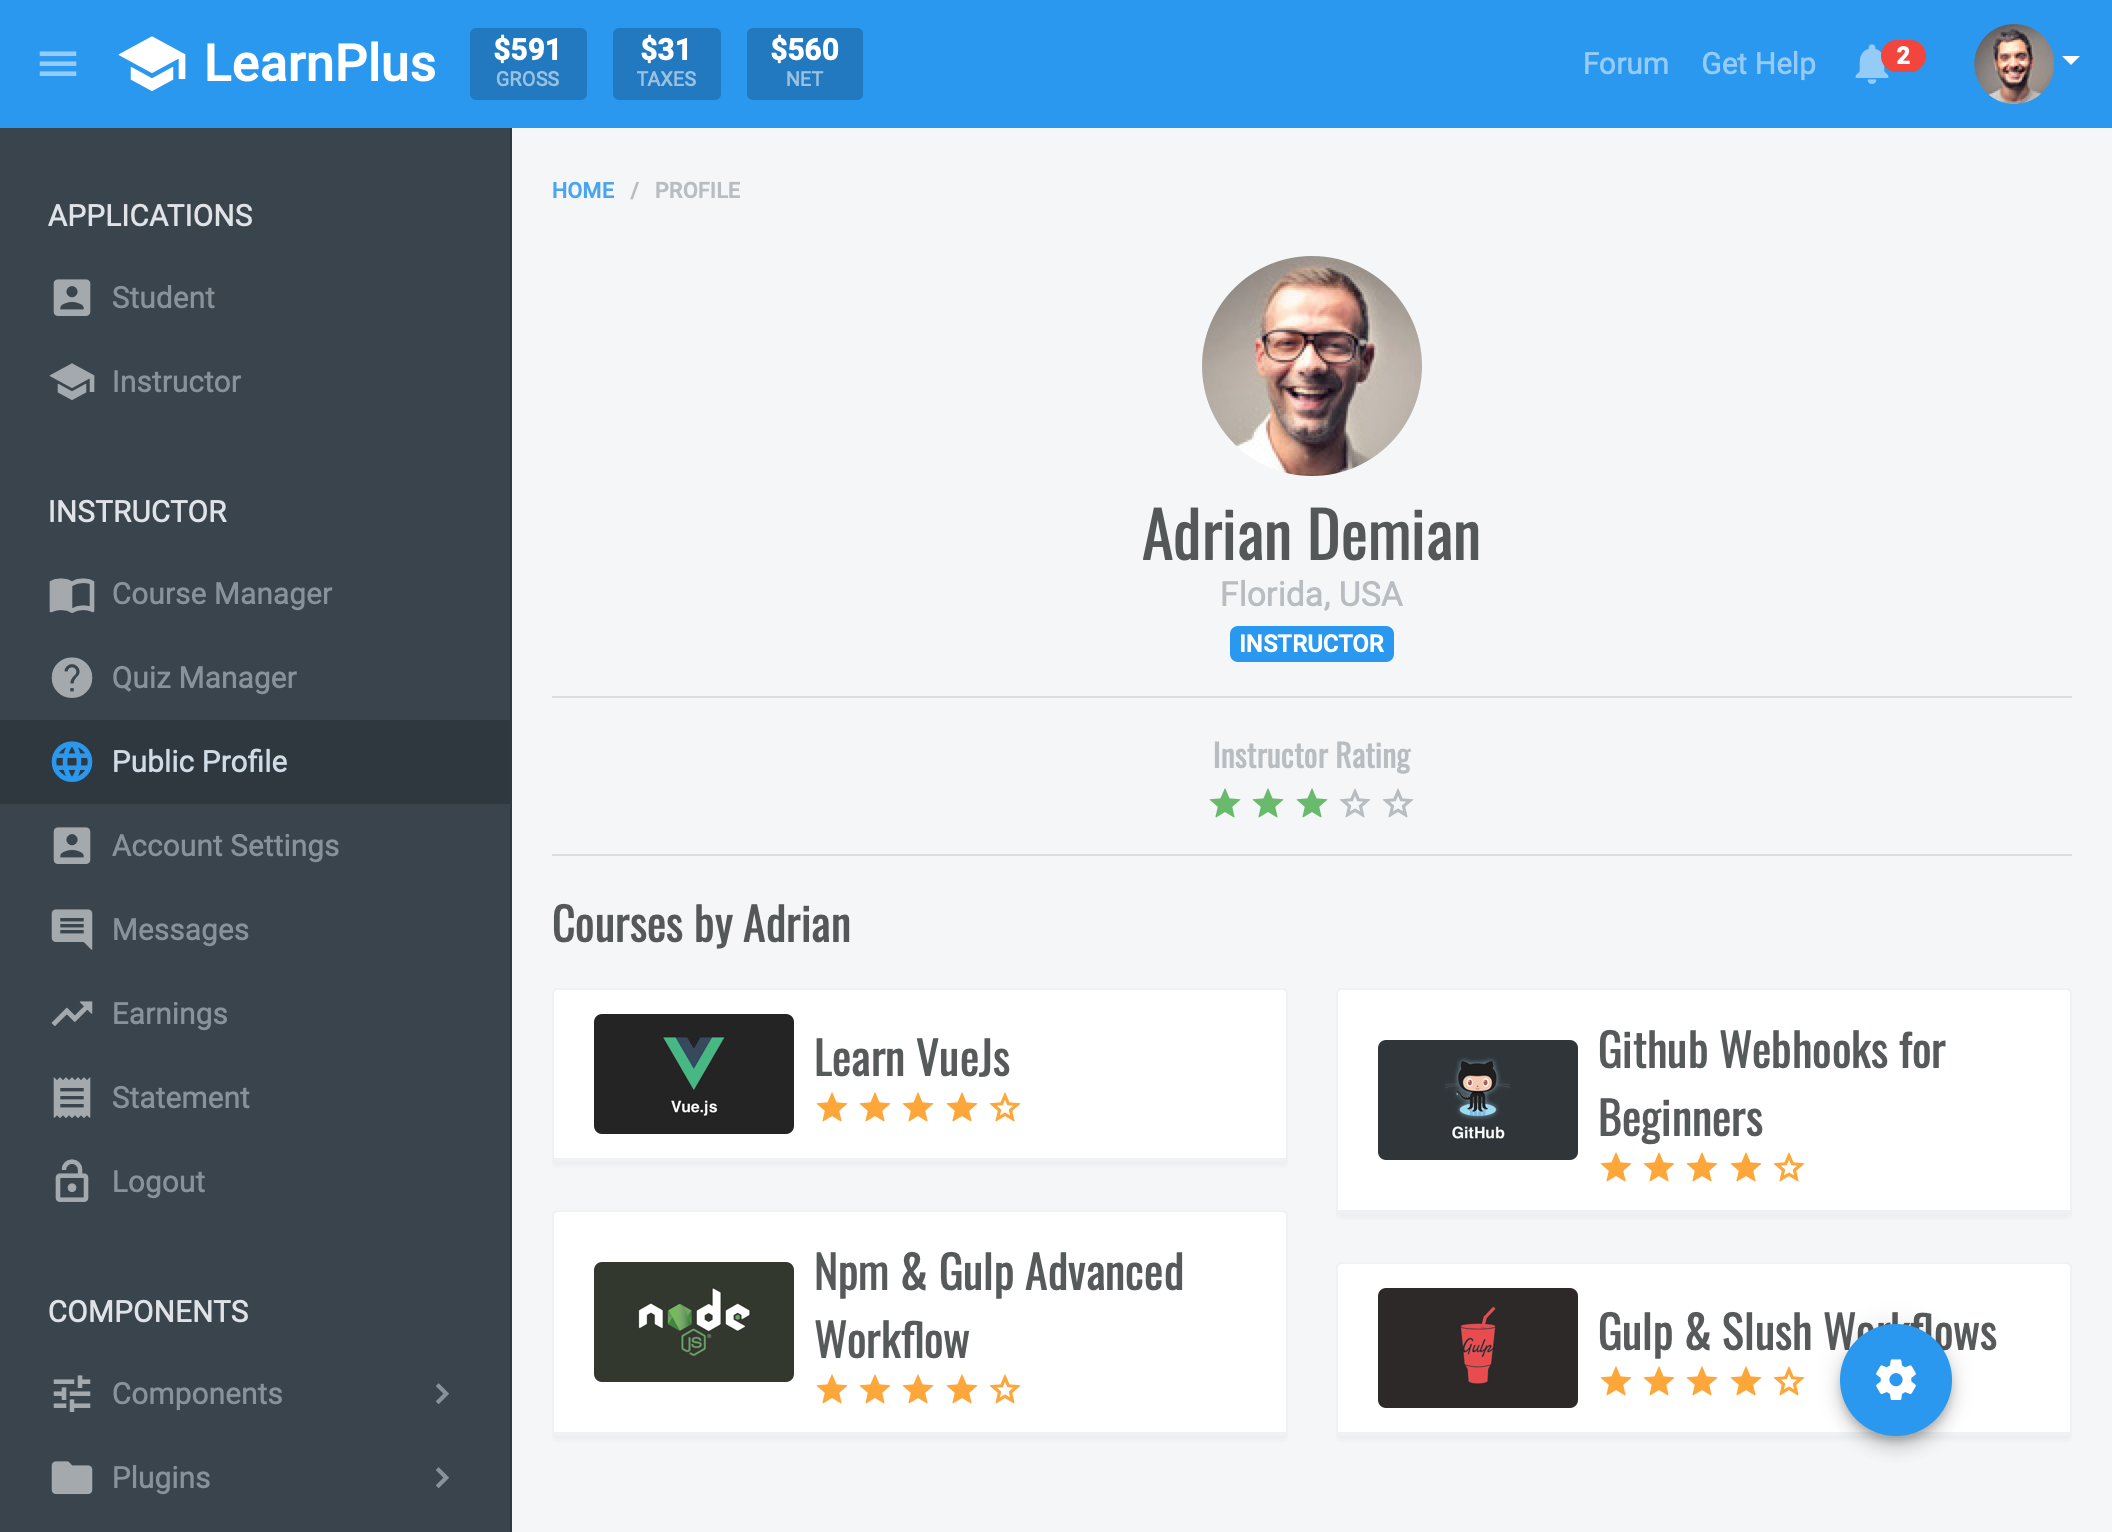 LearnPlus
$591
GROSS
$31
TAXES
$560
NET
Forum
Get Help
2
APPLICATIONS
Student
Instructor
INSTRUCTOR
Course Manager
Quiz Manager
Public Profile
Account Settings
Messages
Earnings
Statement
Logout
COMPONENTS
Components
Plugins
HOME / PROFILE
Adrian Demian
Florida, USA
INSTRUCTOR
Instructor Rating
Courses by Adrian
Vue.js
Learn VueJs
GitHub
Github Webhooks for
Beginners
node
JS
Npm & Gulp Advanced
Workflow
Gulp
Gulp & Slush Workflows